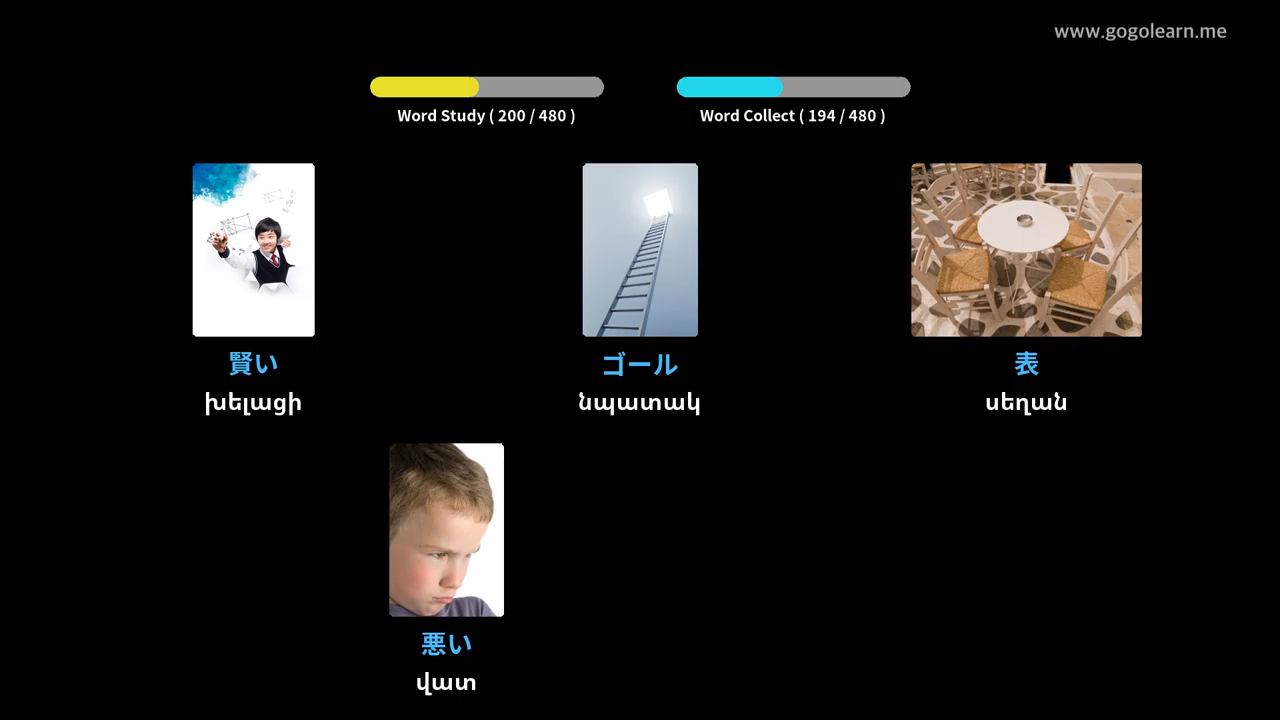 www.gogolearn.me
Word Study ( 200 / 480 )
Word Collect ( 194 / 480 )
賢い
խելացի
ゴール
նպատակ
表
սեղան
悪い
վատ